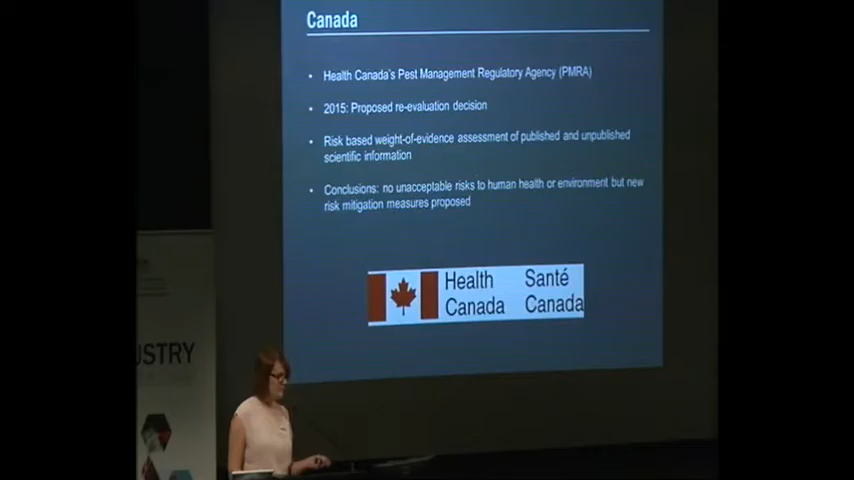 Canada
• Health Canada's Pest Management Regulatory Agency (PMRA)
• 2015: Proposed re-evaluation decision
• Risk based weight-of-evidence assessment of published and unpublished
scientific information
• Conclusions: no unacceptable risks to human health or environment but new
risk mitigation measures proposed
Health Santé
Canada Canada
USTRY